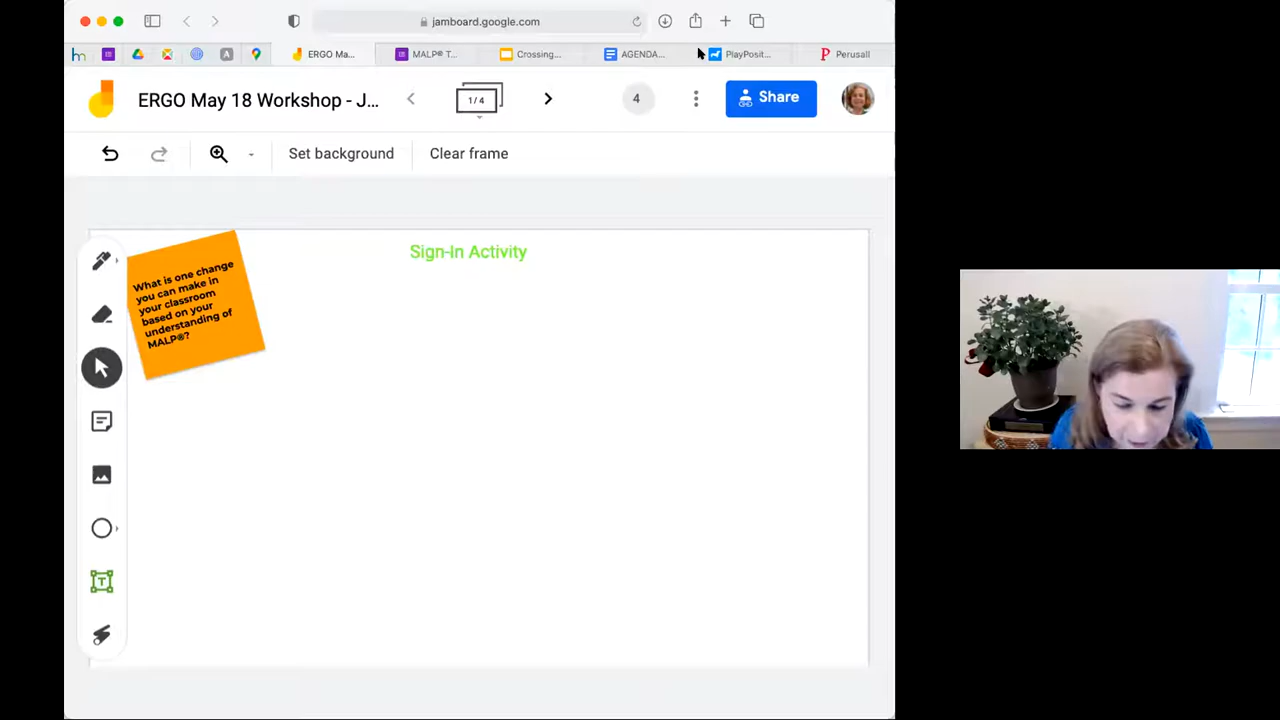 jamboard.google.com
ERGO Ma...
MALP® T...
Crossing...
AGENDA...
PlayPosit...
Perusall
ERGO May 18 Workshop - J...
1 / 4
4
Share
Set background
Clear frame
Sign-In Activity
What is one change
you can make in
your classroom
based on your
understanding of
MALP®?